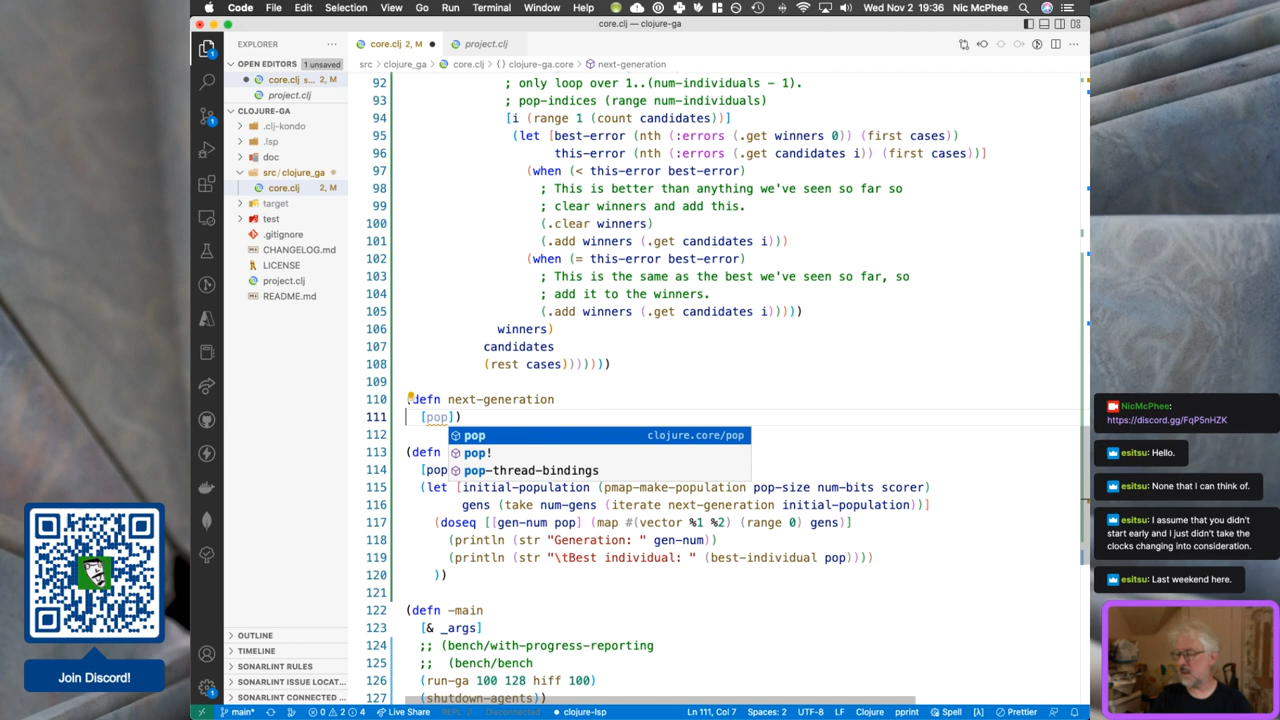 Code File Edit Selection View Go Run Terminal Window Help Wed Nov 2 19:36 Nic McPhee
core.clj — clojure-ga
EXPLORER
core.clj 2, M
project.clj
src > clojure_ga > core.clj > {} clojure-ga.core > next-generation
OPEN EDITORS 1 unsaved
core.clj s... 2, M
project.clj
CLOJURE-GA
.clj-kondo
.lsp
doc
src/clojure_ga
core.clj 2, M
target
test
.gitignore
CHANGELOG.md
LICENSE
project.clj
README.md
OUTLINE
TIMELINE
SONARLINT RULES
SONARLINT ISSUE LOCAT...
SONARLINT CONNECTED ...
92 ; only loop over 1..(num-individuals - 1).
93 ; pop-indices (range num-individuals)
94 [i (range 1 (count candidates))]
95 (let [best-error (nth (:errors (.get winners 0)) (first cases))
96 this-error (nth (:errors (.get candidates i)) (first cases))]
97 (when (< this-error best-error)
98 ; This is better than anything we've seen so far so
99 ; clear winners and add this.
100 (.clear winners)
101 (.add winners (.get candidates i)))
102 (when (= this-error best-error)
103 ; This is the same as the best we've seen so far, so
104 ; add it to the winners.
105 (.add winners (.get candidates i)))))
106 winners)
107 candidates
108 (rest cases))))))
109
110 (defn next-generation
111 [pop])
112
pop clojure.core/pop
pop!
pop-thread-bindings
113 (defn
114 [pop
115 (let [initial-population (pmap-make-population pop-size num-bits scorer)
116 gens (take num-gens (iterate next-generation initial-population))]
117 (doseq [[gen-num pop] (map #(vector %1 %2) (range 0) gens)]
118 (println (str "Generation: " gen-num))
119 (println (str "\tBest individual: " (best-individual pop))))
120 ))
121
122 (defn -main
123 [& _args]
124 ;; (bench/with-progress-reporting
125 ;; (bench/bench
126 (run-ga 100 128 hiff 100)
127 (shutdown-agents))
main* 0 2 4 Live Share REPL Disconnected clojure-lsp Ln 111, Col 7 Spaces: 2 UTF-8 LF Clojure pprint Spell [λ] Prettier
Join Discord!
NicMcPhee:
https://discord.gg/FqP5nHZK
esitsu: Hello.
esitsu: None that I can think of.
esitsu: I assume that you didn't
start early and I just didn't take the
clocks changing into consideration.
esitsu: Last weekend here.